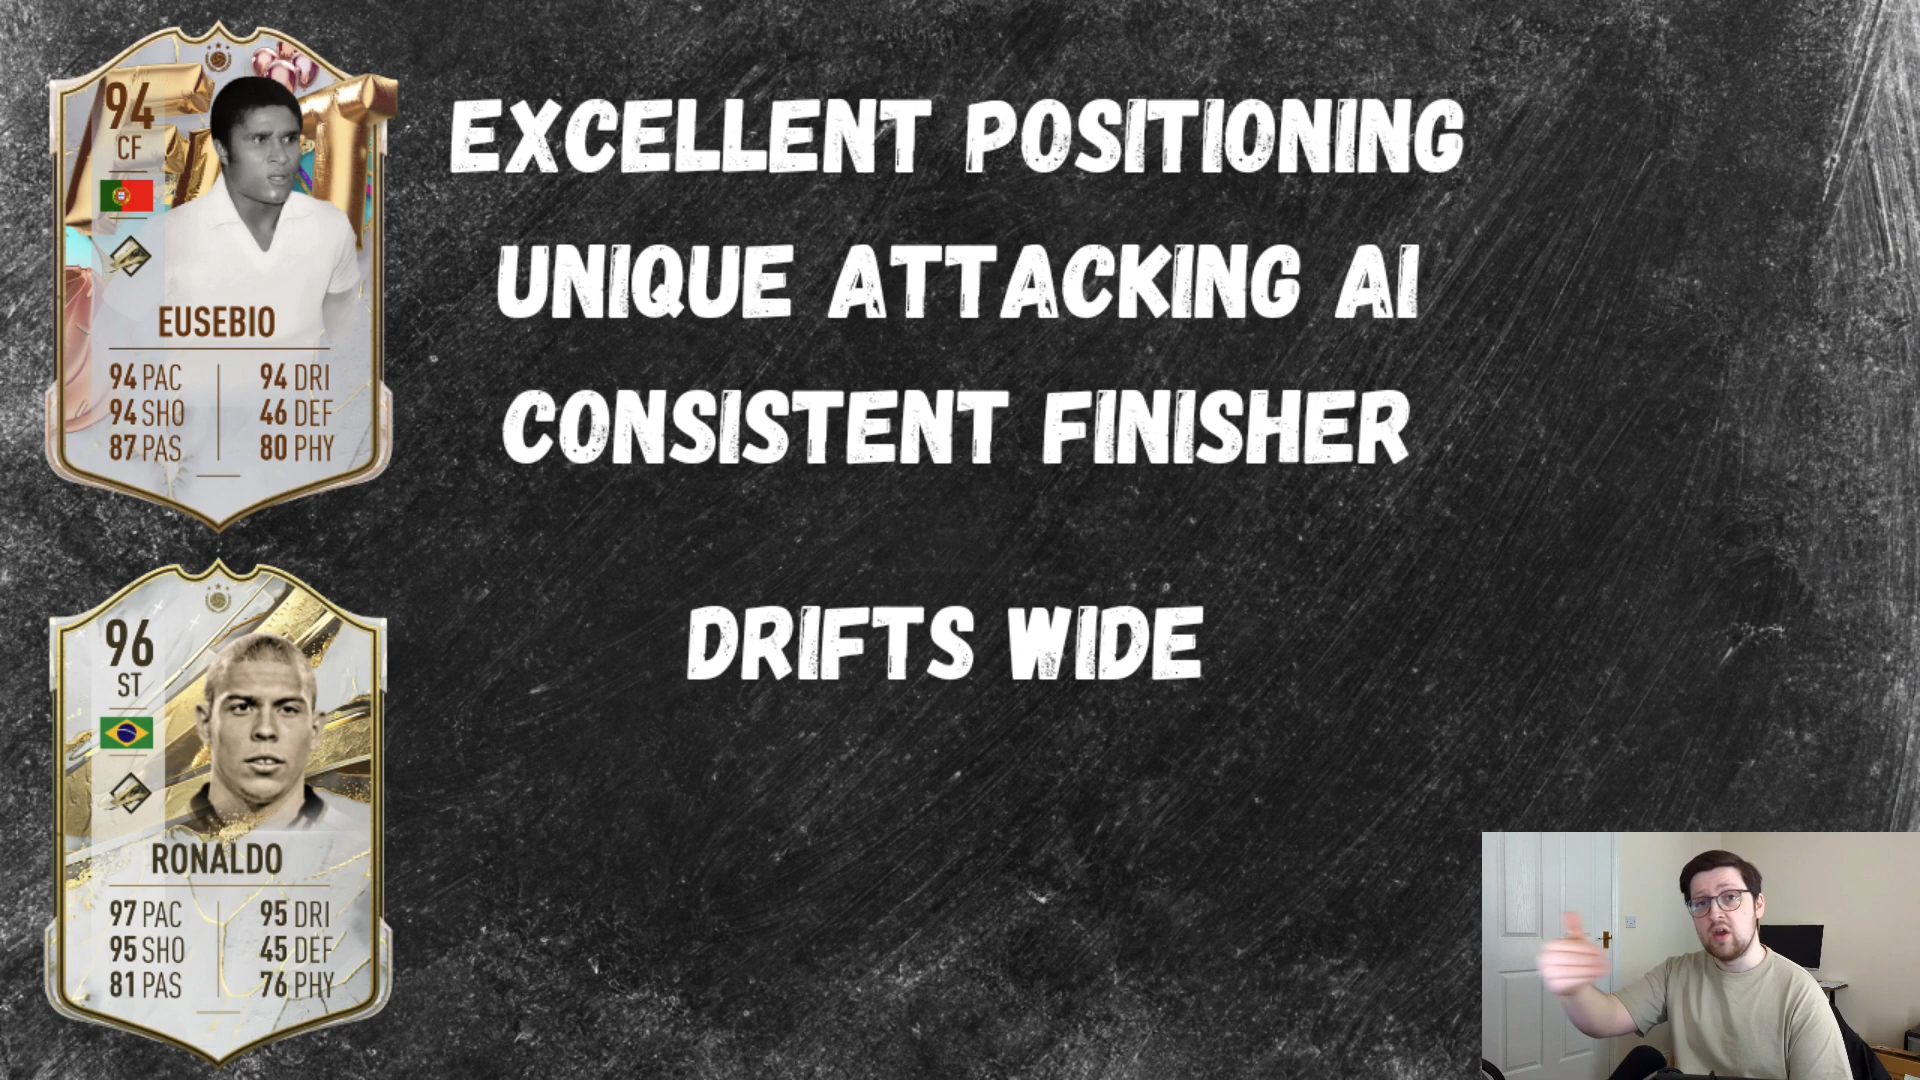 94
CF
EUSEBIO
94 PAC 94 DRI
94 SHO 46 DEF
87 PAS 80 PHY
EXCELLENT POSITIONING
UNIQUE ATTACKING AI
CONSISTENT FINISHER
96
ST
RONALDO
97 PAC 95 DRI
95 SHO 45 DEF
81 PAS 76 PHY
DRIFTS WIDE